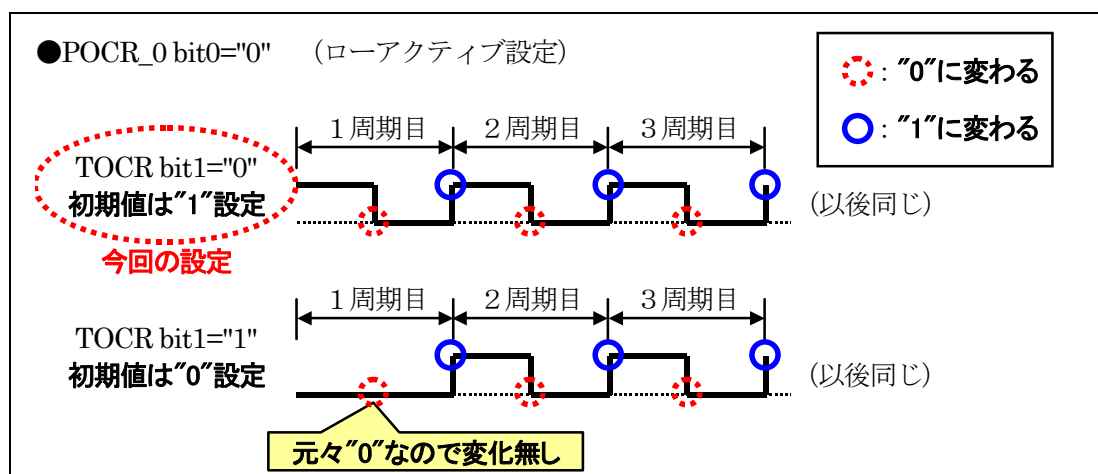 ●POCR_0 bit0="0" （ローアクティブ設定）
: "0"に変わる
: "1"に変わる
1周期目 2周期目 3周期目
TOCR bit1="0"
初期値は"1"設定
(以後同じ)
今回の設定
1周期目 2周期目 3周期目
TOCR bit1="1"
初期値は"0"設定
(以後同じ)
元々"0"なので変化無し